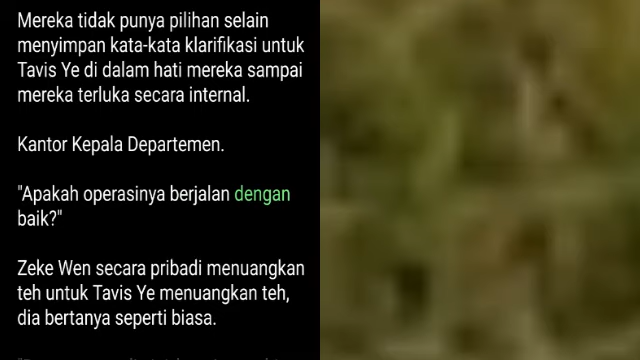 Mereka tidak punya pilihan selain
menyimpan kata-kata klarifikasi untuk
Tavis Ye di dalam hati mereka sampai
mereka terluka secara internal.
Kantor Kepala Departemen.
"Apakah operasinya berjalan dengan
baik?"
Zeke Wen secara pribadi menuangkan
teh untuk Tavis Ye menuangkan teh,
dia bertanya seperti biasa.